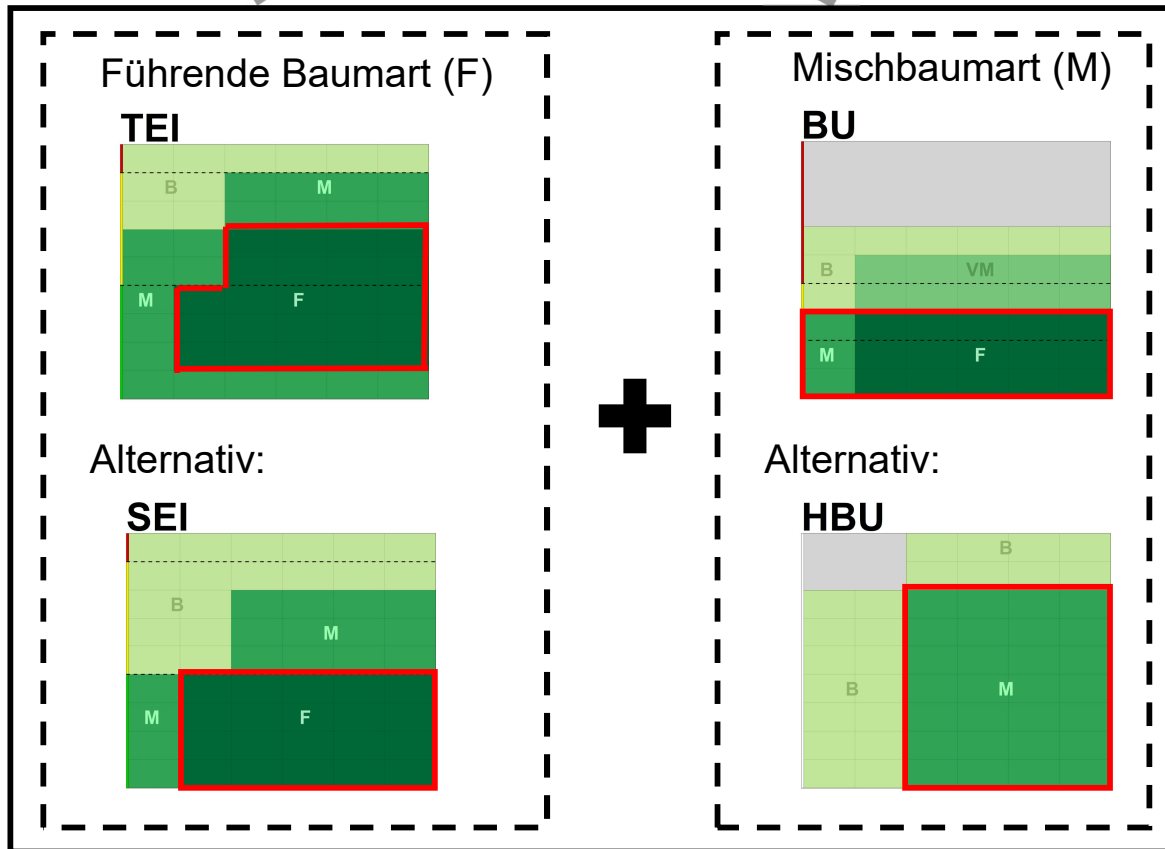 Führende Baumart (F)
TEI
B
M
M
F
Alternativ:
SEI
B
M
M
F
Mischbaumart (M)
BU
B
VM
M
F
Alternativ:
HBU
B
B
M